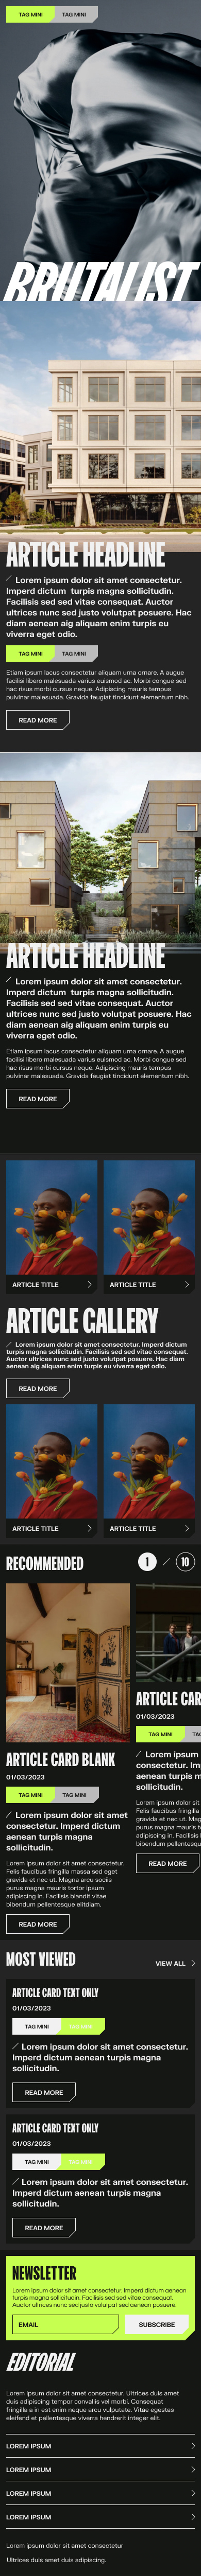 TAG MINI TAG MINI
BRUTALIST
ARTICLE HEADLINE
Lorem ipsum dolor sit amet consectetur.
Imperd dictum turpis magna sollicitudin.
Facilisis sed sed vitae consequat. Auctor
ultrices nunc sed justo volutpat posuere. Hac
diam aenean aig aliquam enim turpis eu
viverra eget odio.
TAG MINI TAG MINI
Etiam ipsum lacus consectetur aliquam urna ornare. A augue
facilisi libero malesuada varius euismod ac. Morbi congue sed
hac risus morbi cursus neque. Adipiscing mauris tempus
pulvinar malesuada. Gravida feugiat tincidunt elementum nibh.
READ MORE
ARTICLE HEADLINE
Lorem ipsum dolor sit amet consectetur.
Imperd dictum turpis magna sollicitudin.
Facilisis sed sed vitae consequat. Auctor
ultrices nunc sed justo volutpat posuere. Hac
diam aenean aig aliquam enim turpis eu
viverra eget odio.
Etiam ipsum lacus consectetur aliquam urna ornare. A augue
facilisi libero malesuada varius euismod ac. Morbi congue sed
hac risus morbi cursus neque. Adipiscing mauris tempus
pulvinar malesuada. Gravida feugiat tincidunt elementum nibh.
READ MORE
ARTICLE TITLE ARTICLE TITLE
ARTICLE GALLERY
Lorem ipsum dolor sit amet consectetur. Imperd dictum
turpis magna sollicitudin. Facilisis sed sed vitae consequat.
Auctor ultrices nunc sed justo volutpat posuere. Hac diam
aenean aig aliquam enim turpis eu viverra eget odio.
READ MORE
ARTICLE TITLE ARTICLE TITLE
RECOMMENDED 1 / 10
ARTICLE CARD BLANK
01/03/2023
TAG MINI TAG MINI
Lorem ipsum dolor sit amet
consectetur. Imperd dictum
aenean turpis magna
sollicitudin.
Lorem ipsum dolor sit amet consectetur.
Felis faucibus fringilla massa sed eget
gravida et nec ut. Magna arcu sociis
purus magna mauris tortor ipsum
adipiscing in. Facilisis blandit vitae
bibendum pellentesque elitdiam.
READ MORE
ARTICLE CAR
01/03/2023
TAG MINI TAG
Lorem ipsum
consectetur. Im
aenean turpis m
sollicitudin.
Lorem ipsum dolor sit
Felis faucibus fringilla
gravida et nec ut. Mag
purus magna mauris t
adipiscing in. Facilisis
bibendum pellentesqu
READ MORE
MOST VIEWED VIEW ALL
ARTICLE CARD TEXT ONLY
01/03/2023
TAG MINI TAG MINI
Lorem ipsum dolor sit amet consectetur.
Imperd dictum aenean turpis magna
sollicitudin.
READ MORE
ARTICLE CARD TEXT ONLY
01/03/2023
TAG MINI TAG MINI
Lorem ipsum dolor sit amet consectetur.
Imperd dictum aenean turpis magna
sollicitudin.
READ MORE
NEWSLETTER
Lorem ipsum dolor sit amet consectetur. Imperd dictum aenean
turpis magna sollicitudin. Facilisis sed sed vitae consequat.
Auctor ultrices nunc sed justo volutpat sed aenean posuere.
EMAIL SUBSCRIBE
EDITORIAL
Lorem ipsum dolor sit amet consectetur. Ultrices duis amet
duis adipiscing tempor convallis vel morbi. Consequat
fringilla a in est enim neque arcu vulputate. Vitae egestas
eleifend et pellentesque viverra hendrerit integer elit.
LOREM IPSUM
LOREM IPSUM
LOREM IPSUM
LOREM IPSUM
Lorem ipsum dolor sit amet consectetur
Ultrices duis amet duis adipiscing.